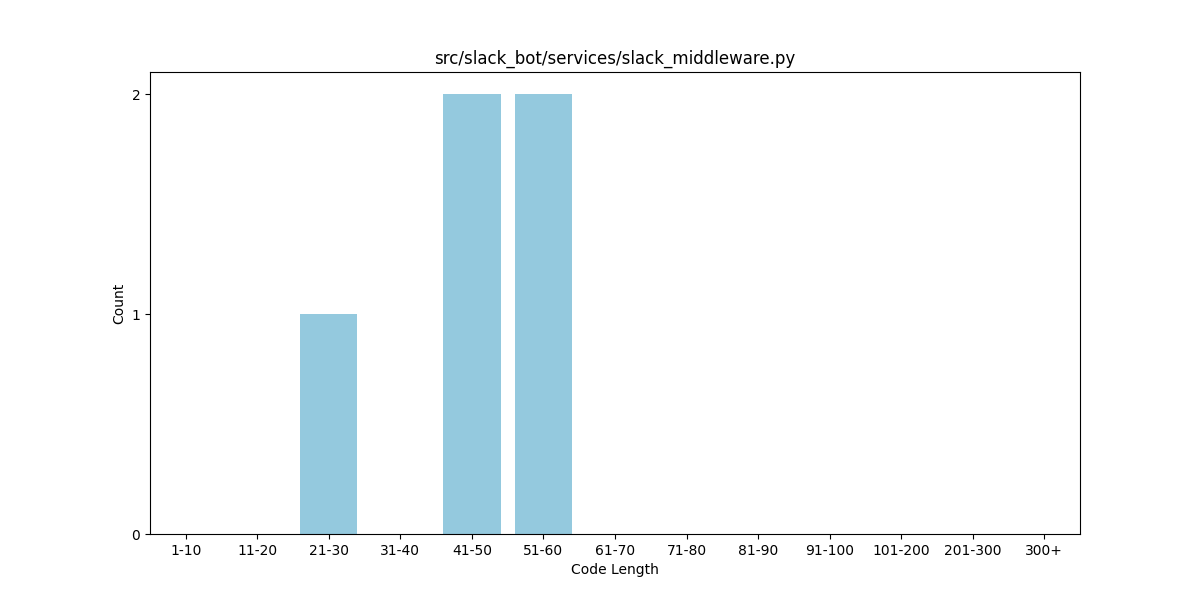 src/slack_bot/services/slack_middleware.py
2
1
0
Count
1-10 11-20 21-30 31-40 41-50 51-60 61-70 71-80 81-90 91-100 101-200 201-300 300+
Code Length